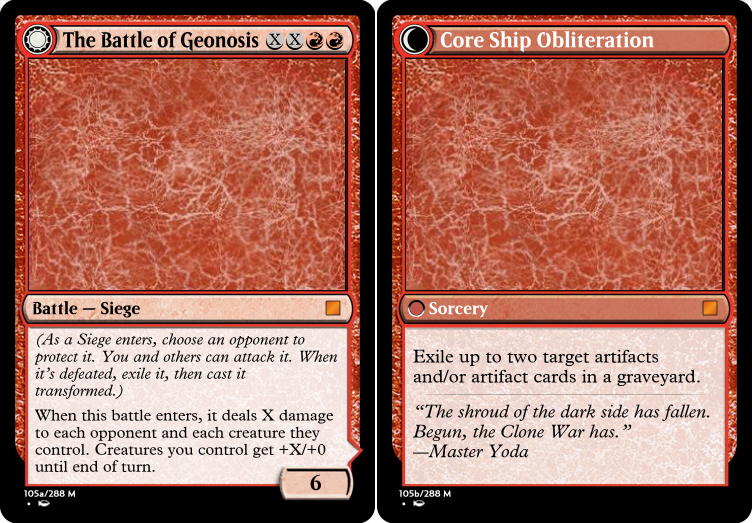 The Battle of Geonosis X X
Battle — Siege
(As a Siege enters, choose an opponent to
protect it. You and others can attack it. When
it's defeated, exile it, then cast it
transformed.)
When this battle enters, it deals X damage
to each opponent and each creature they
control. Creatures you control get +X/+0
until end of turn.
6
105a/288 M
Core Ship Obliteration
Sorcery
Exile up to two target artifacts
and/or artifact cards in a graveyard.
“The shroud of the dark side has fallen.
Begun, the Clone War has.”
—Master Yoda
105b/288 M